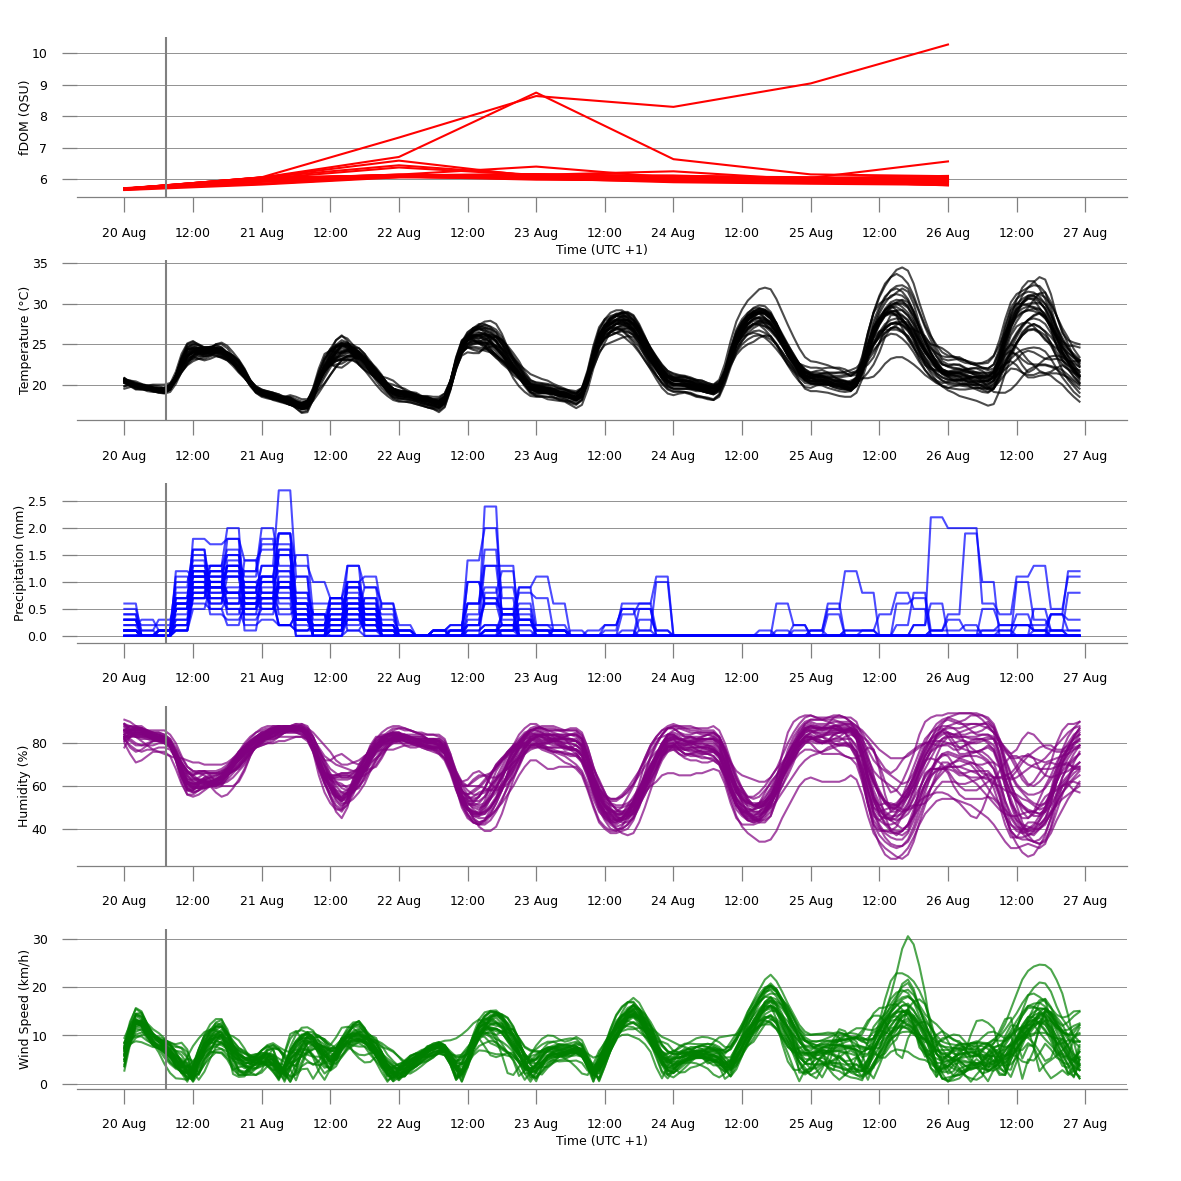 fDOM (QSU)
10
9
8
7
6
20 Aug 12:00 21 Aug 12:00 22 Aug 12:00 23 Aug 12:00 24 Aug 12:00 25 Aug 12:00 26 Aug 12:00 27 Aug
Time (UTC +1)
Temperature (°C)
35
30
25
20
20 Aug 12:00 21 Aug 12:00 22 Aug 12:00 23 Aug 12:00 24 Aug 12:00 25 Aug 12:00 26 Aug 12:00 27 Aug
Precipitation (mm)
2.5
2.0
1.5
1.0
0.5
0.0
20 Aug 12:00 21 Aug 12:00 22 Aug 12:00 23 Aug 12:00 24 Aug 12:00 25 Aug 12:00 26 Aug 12:00 27 Aug
Humidity (%)
80
60
40
20 Aug 12:00 21 Aug 12:00 22 Aug 12:00 23 Aug 12:00 24 Aug 12:00 25 Aug 12:00 26 Aug 12:00 27 Aug
Wind Speed (km/h)
30
20
10
0
20 Aug 12:00 21 Aug 12:00 22 Aug 12:00 23 Aug 12:00 24 Aug 12:00 25 Aug 12:00 26 Aug 12:00 27 Aug
Time (UTC +1)